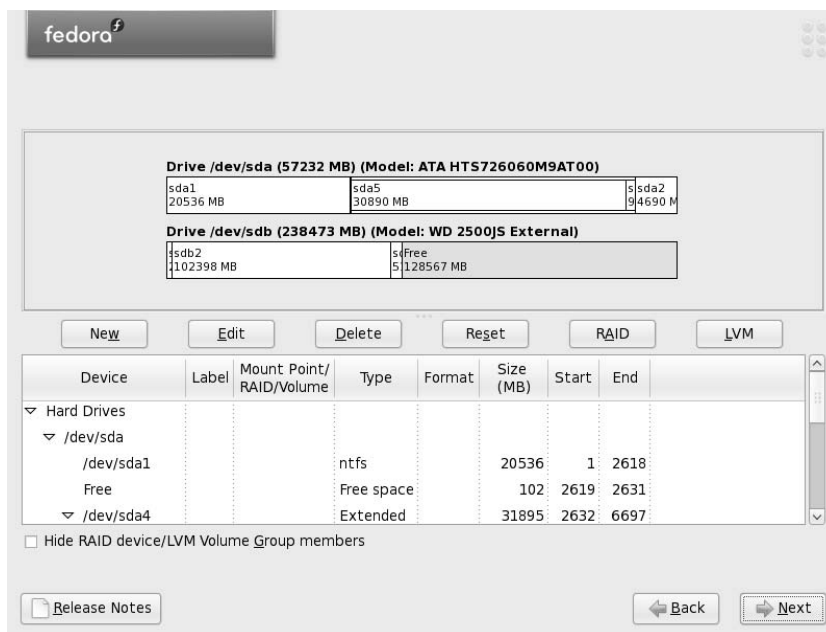 fedora
Drive /dev/sda (57232 MB) (Model: ATA HTS726060M9AT00)
sda1 sda5 s sda2
20536 MB 30890 MB 9 4690 M
Drive /dev/sdb (238473 MB) (Model: WD 2500JS External)
sdb2 Free
102398 MB 128567 MB
New Edit Delete Reset RAID LVM
Device Label Mount Point/ RAID/Volume Type Format Size (MB) Start End
Hard Drives
/dev/sda
/dev/sda1 ntfs 20536 1 2618
Free Free space 102 2619 2631
/dev/sda4 Extended 31895 2632 6697
Hide RAID device/LVM Volume Group members
Release Notes Back Next